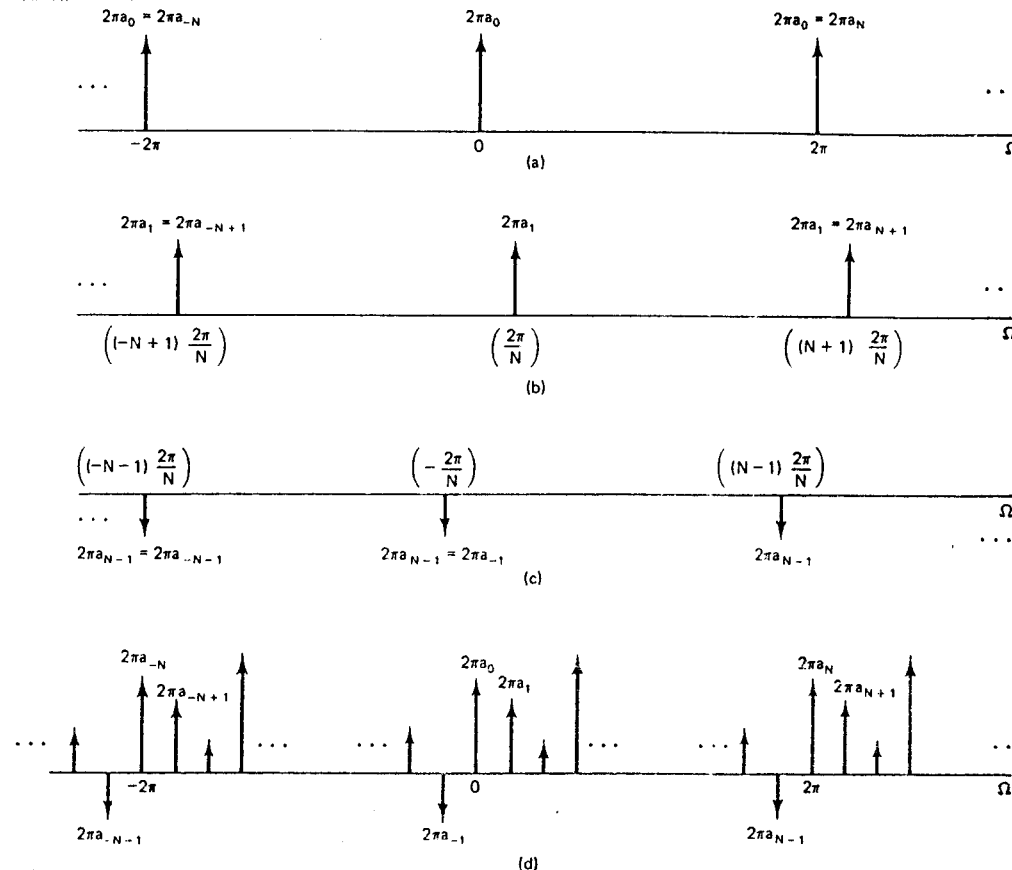 2πa₀ = 2πa₋N 2πa₀ 2πa₀ = 2πa_N
. . . . .
−2π 0 2π Ω
(a)
2πa₁ = 2πa₋N+1 2πa₁ 2πa₁ = 2πa_N+1
. . . . .
((−N + 1) 2π/N) (2π/N) ((N + 1) 2π/N) Ω
(b)
((−N − 1) 2π/N) (− 2π/N) ((N − 1) 2π/N)
Ω
. . . . . .
2πa_N−1 = 2πa₋N−1 2πa_N−1 = 2πa₋1 2πa_N−1
(c)
2πa₋N 2πa₀ 2πa_N
2πa₋N+1 2πa₁ 2πa_N+1
. . . . . . . . . . . . . . . . . .
−2π 0 2π Ω
2πa₋N−1 2πa₋1 2πa_N−1
(d)